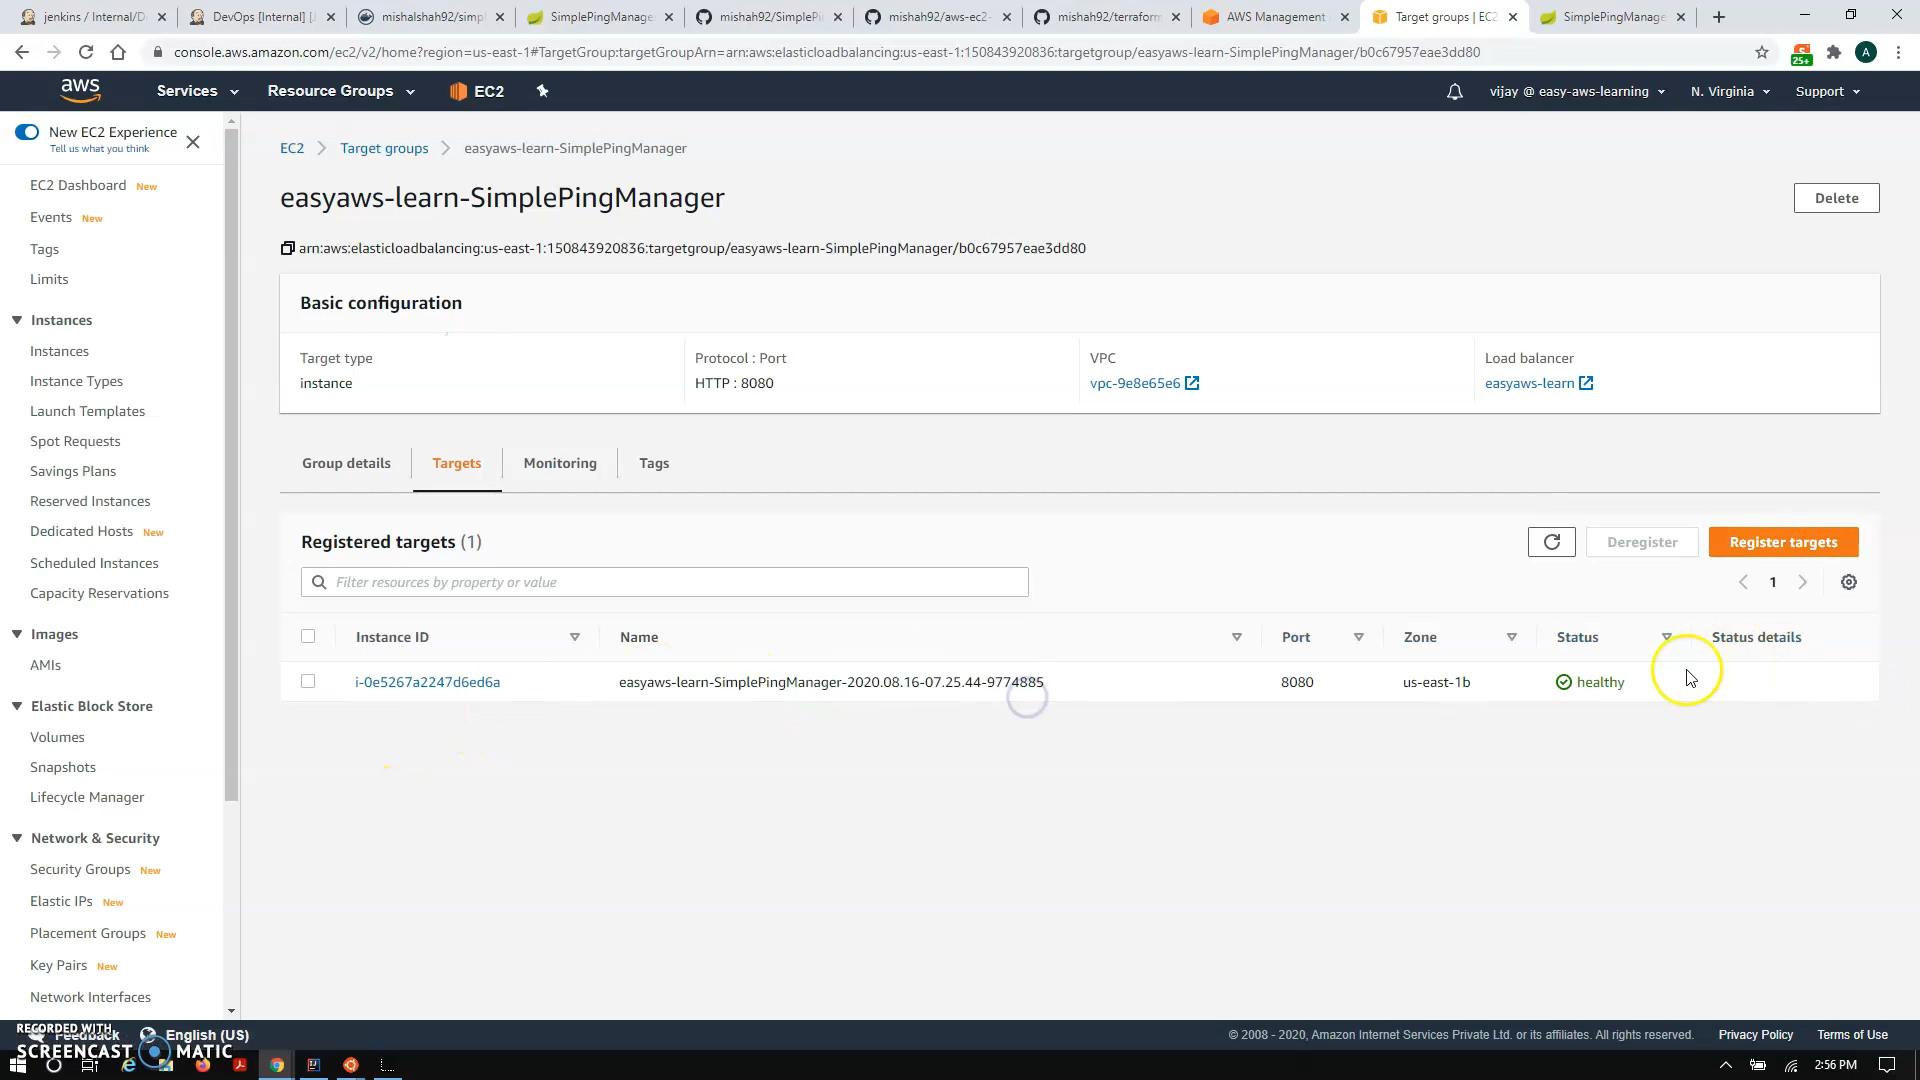 jenkins / Internal/D
DevOps [Internal] [J
mishalshah92/simpl
SimplePingManage
mishah92/SimplePi
mishah92/aws-ec2-
mishah92/terraform
AWS Management
Target groups | EC2
SimplePingManage
console.aws.amazon.com/ec2/v2/home?region=us-east-1#TargetGroup:targetGroupArn=arn:aws:elasticloadbalancing:us-east-1:150843920836:targetgroup/easyaws-learn-SimplePingManager/b0c67957eae3dd80
25+
A
aws
Services
Resource Groups
EC2
vijay @ easy-aws-learning
N. Virginia
Support
New EC2 Experience
Tell us what you think
EC2 Dashboard New
Events New
Tags
Limits
Instances
Instances
Instance Types
Launch Templates
Spot Requests
Savings Plans
Reserved Instances
Dedicated Hosts New
Scheduled Instances
Capacity Reservations
Images
AMIs
Elastic Block Store
Volumes
Snapshots
Lifecycle Manager
Network & Security
Security Groups New
Elastic IPs New
Placement Groups New
Key Pairs New
Network Interfaces
EC2 > Target groups > easyaws-learn-SimplePingManager
easyaws-learn-SimplePingManager
Delete
arn:aws:elasticloadbalancing:us-east-1:150843920836:targetgroup/easyaws-learn-SimplePingManager/b0c67957eae3dd80
Basic configuration
Target type
instance
Protocol : Port
HTTP : 8080
VPC
vpc-9e8e65e6
Load balancer
easyaws-learn
Group details
Targets
Monitoring
Tags
Registered targets (1)
Deregister
Register targets
Filter resources by property or value
1
Instance ID
Name
Port
Zone
Status
Status details
i-0e5267a2247d6ed6a
easyaws-learn-SimplePingManager-2020.08.16-07.25.44-9774885
8080
us-east-1b
healthy
Feedback
English (US)
© 2008 - 2020, Amazon Internet Services Private Ltd. or its affiliates. All rights reserved.
Privacy Policy
Terms of Use
RECORDED WITH
SCREENCAST MATIC
2:56 PM